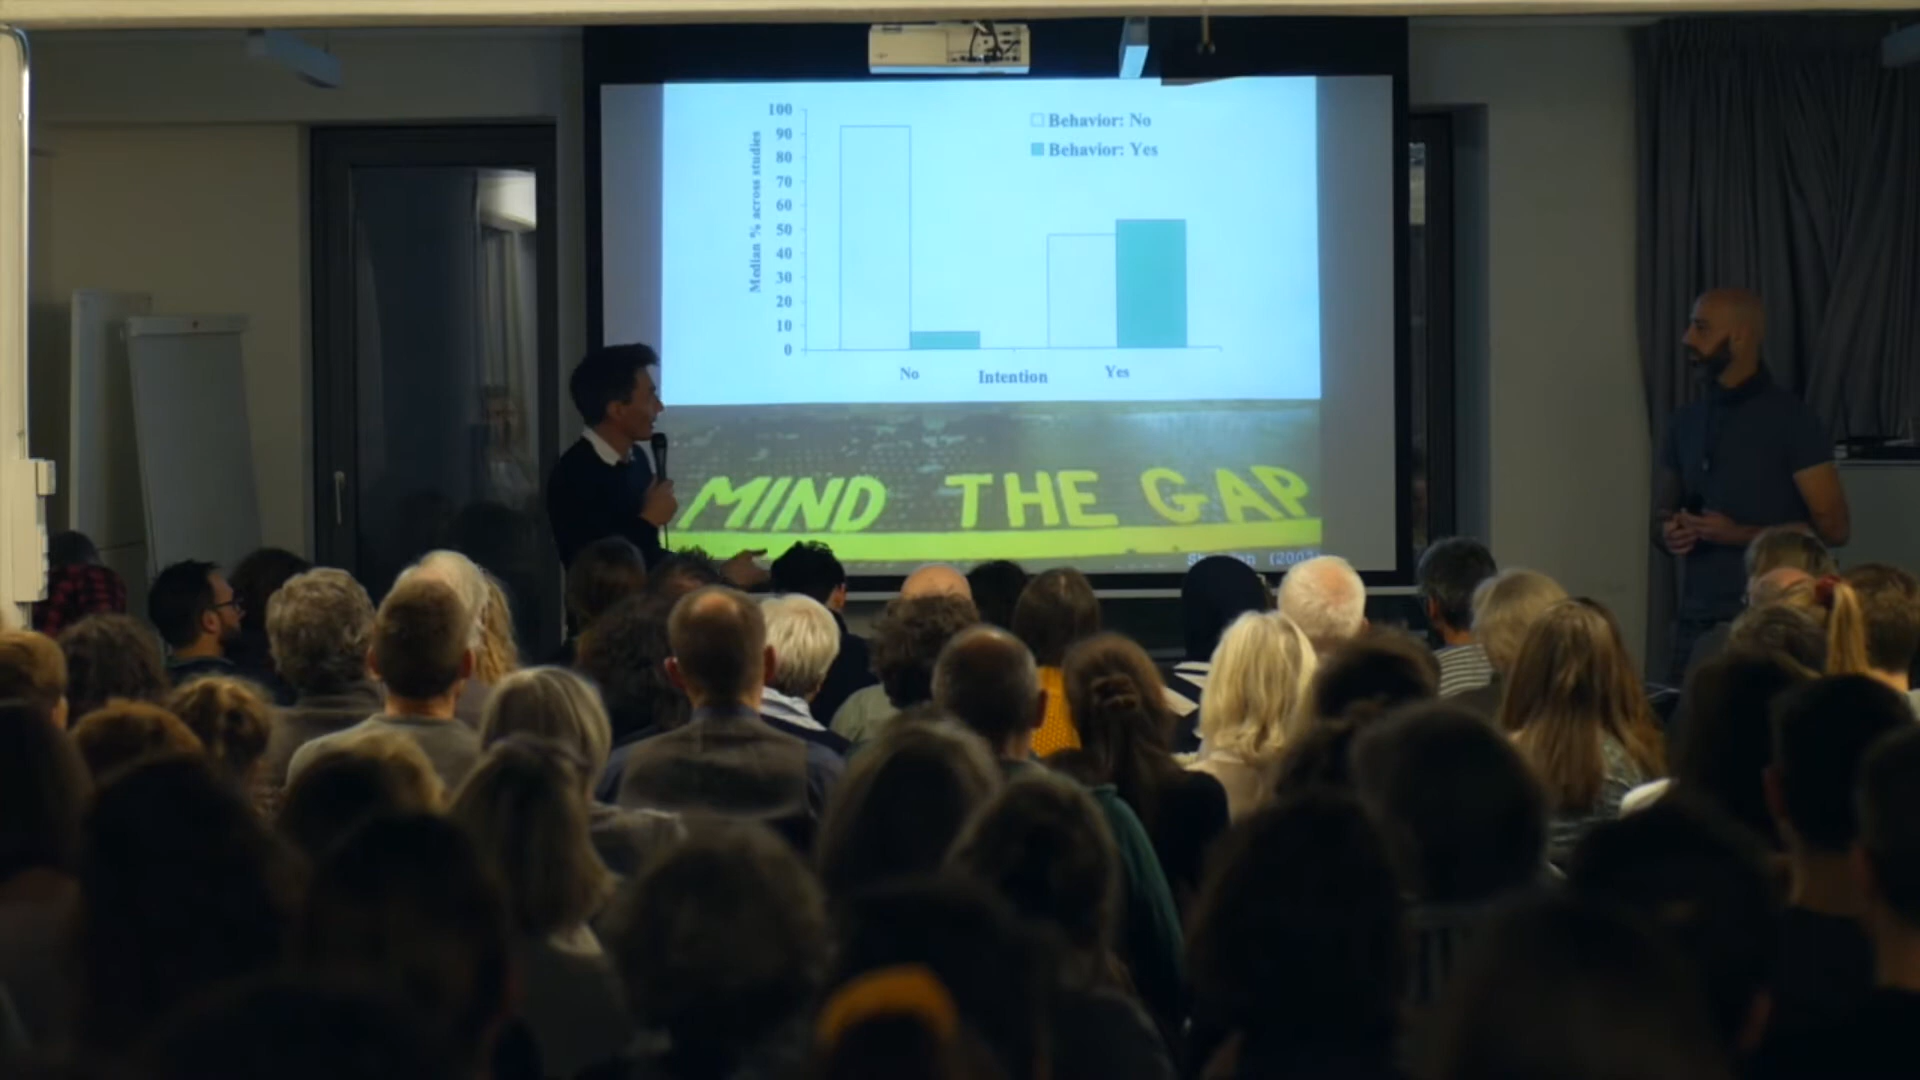 100
90
80
70
60
50
40
30
20
10
0
Median % across studies
Behavior: No
Behavior: Yes
No
Intention
Yes
MIND THE GAP